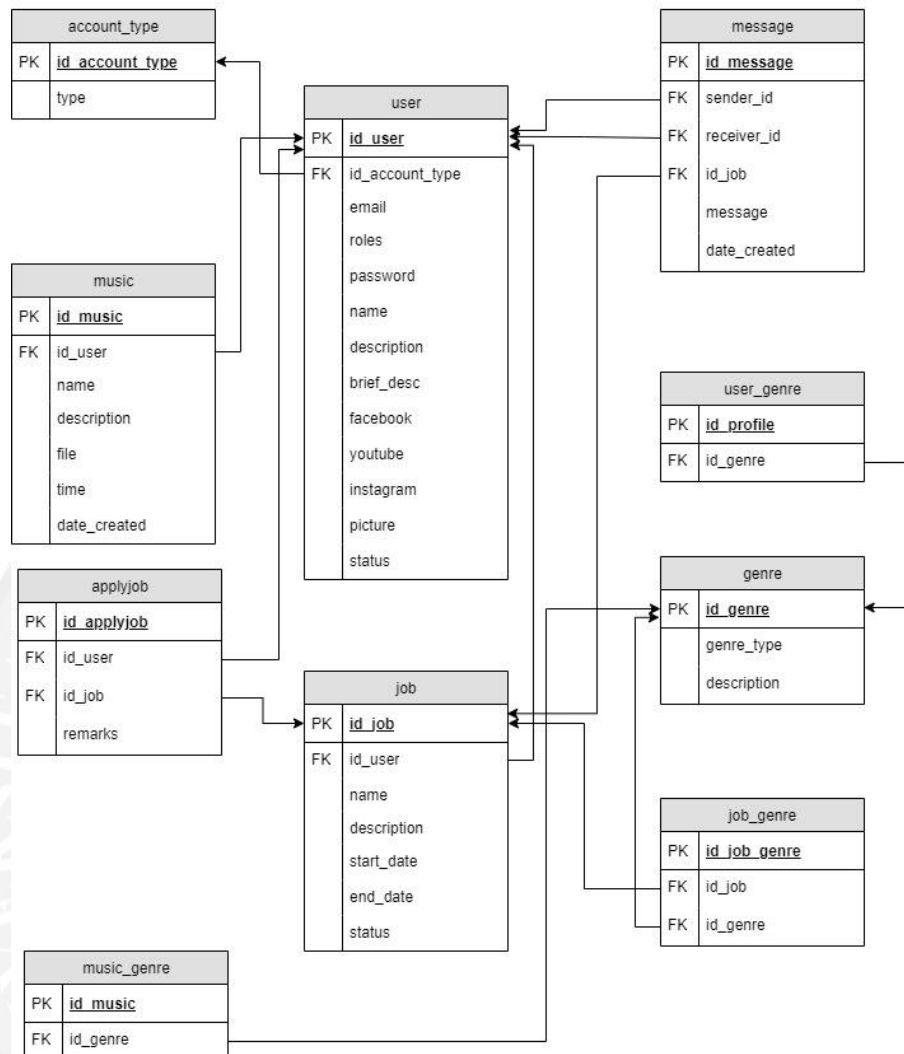 account_type
PK id_account_type
type
user
PK id_user
FK id_account_type
email
roles
password
name
description
brief_desc
facebook
youtube
instagram
picture
status
message
PK id_message
FK sender_id
FK receiver_id
FK id_job
message
date_created
music
PK id_music
FK id_user
name
description
file
time
date_created
user_genre
PK id_profile
FK id_genre
applyjob
PK id_applyjob
FK id_user
FK id_job
remarks
job
PK id_job
FK id_user
name
description
start_date
end_date
status
genre
PK id_genre
genre_type
description
job_genre
PK id_job_genre
FK id_job
FK id_genre
music_genre
PK id_music
FK id_genre